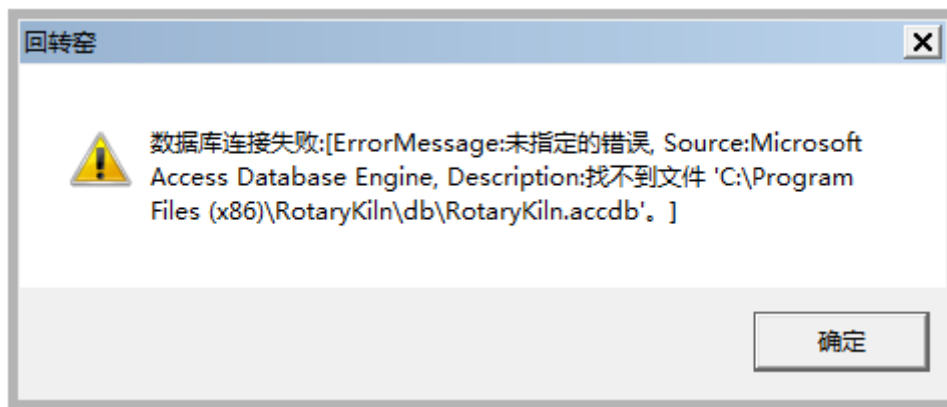 回转窑
数据库连接失败:[ErrorMessage:未指定的错误, Source:Microsoft
Access Database Engine, Description:找不到文件 'C:\Program
Files (x86)\RotaryKiln\db\RotaryKiln.accdb'。]
确定